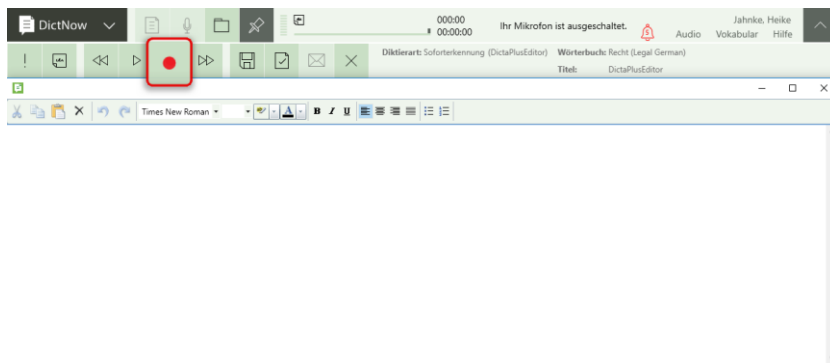 DictNow
000:00
00:00:00
Ihr Mikrofon ist ausgeschaltet.
5
Audio
Jahnke, Heike
Vokabular Hilfe
Diktierart: Soforterkennung (DictaPlusEditor)
Wörterbuch: Recht (Legal German)
Titel: DictaPlusEditor
Times New Roman
A B I U